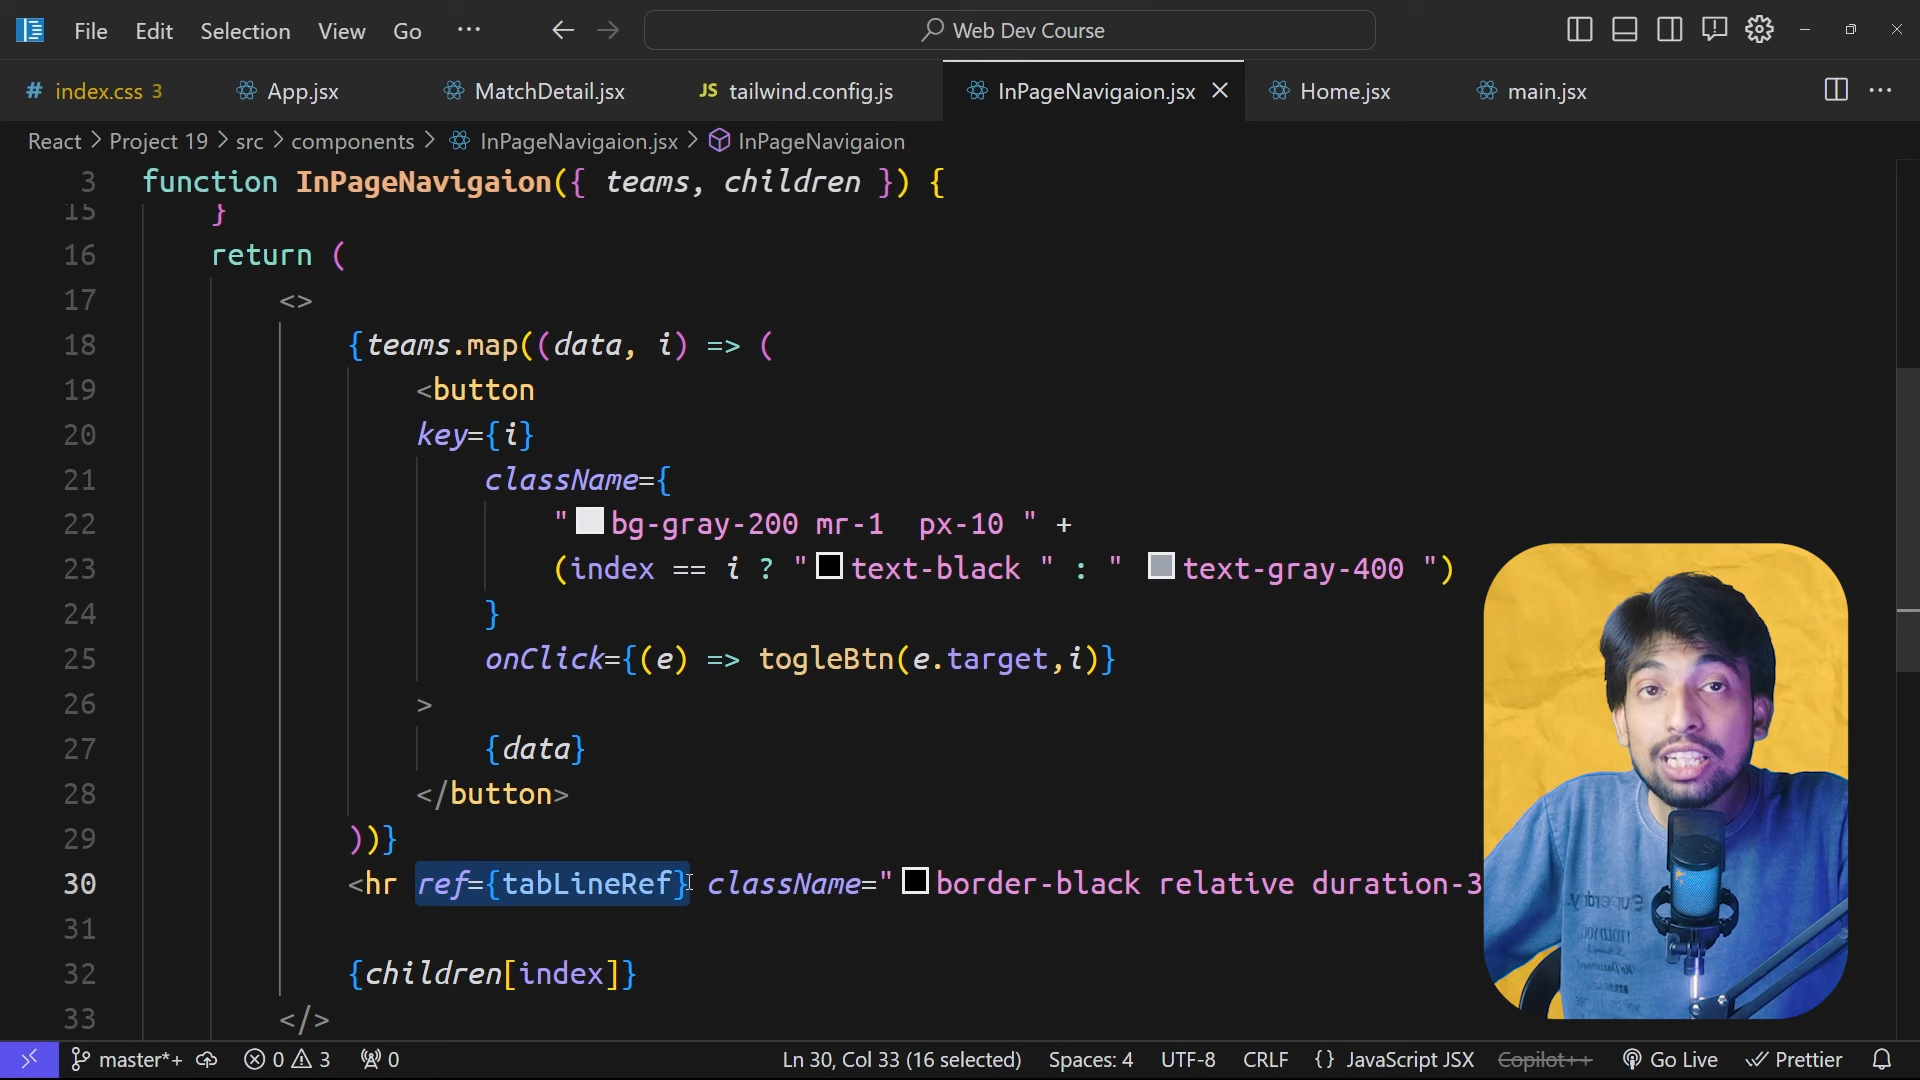 File Edit Selection View Go ··· Web Dev Course
# index.css 3 App.jsx MatchDetail.jsx JS tailwind.config.js InPageNavigaion.jsx Home.jsx main.jsx
React > Project 19 > src > components > InPageNavigaion.jsx > InPageNavigaion
3 function InPageNavigaion({ teams, children }) {
15 }
16 return (
17 <>
18 {teams.map((data, i) => (
19 <button
20 key={i}
21 className={
22 "bg-gray-200 mr-1  px-10 " +
23 (index == i ? "text-black " : " text-gray-400 ")
24 }
25 onClick={(e) => togleBtn(e.target,i)}
26 >
27 {data}
28 </button>
29 ))}
30 <hr ref={tabLineRef} className="border-black relative duration-3
31
32 {children[index]}
33 </>
master*+ 0 3 0 Ln 30, Col 33 (16 selected) Spaces: 4 UTF-8 CRLF {} JavaScript JSX Copilot++ Go Live Prettier